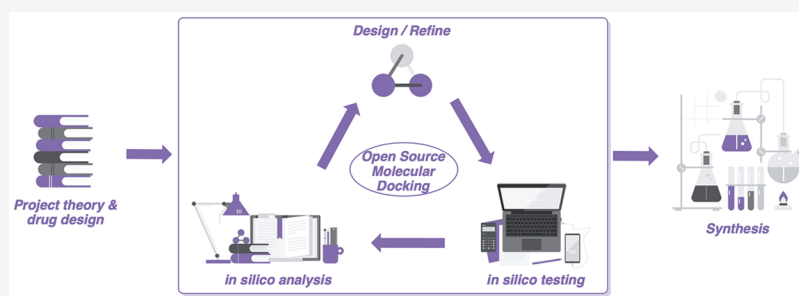 Design / Refine
Open Source
Molecular
Docking
Project theory &
drug design
in silico analysis
in silico testing
Synthesis